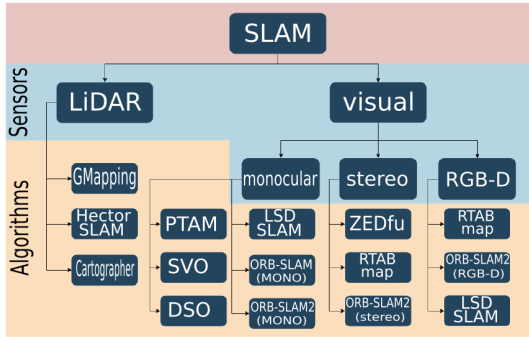 SLAM
Sensors
LiDAR
visual
monocular
stereo
RGB-D
Algorithms
GMapping
Hector
SLAM
Cartographer
PTAM
SVO
DSO
LSD
SLAM
ORB-SLAM
(MONO)
ORB-SLAM2
(MONO)
ZEDfu
RTAB
map
ORB-SLAM2
(stereo)
RTAB
map
ORB-SLAM2
(RGB-D)
LSD
SLAM